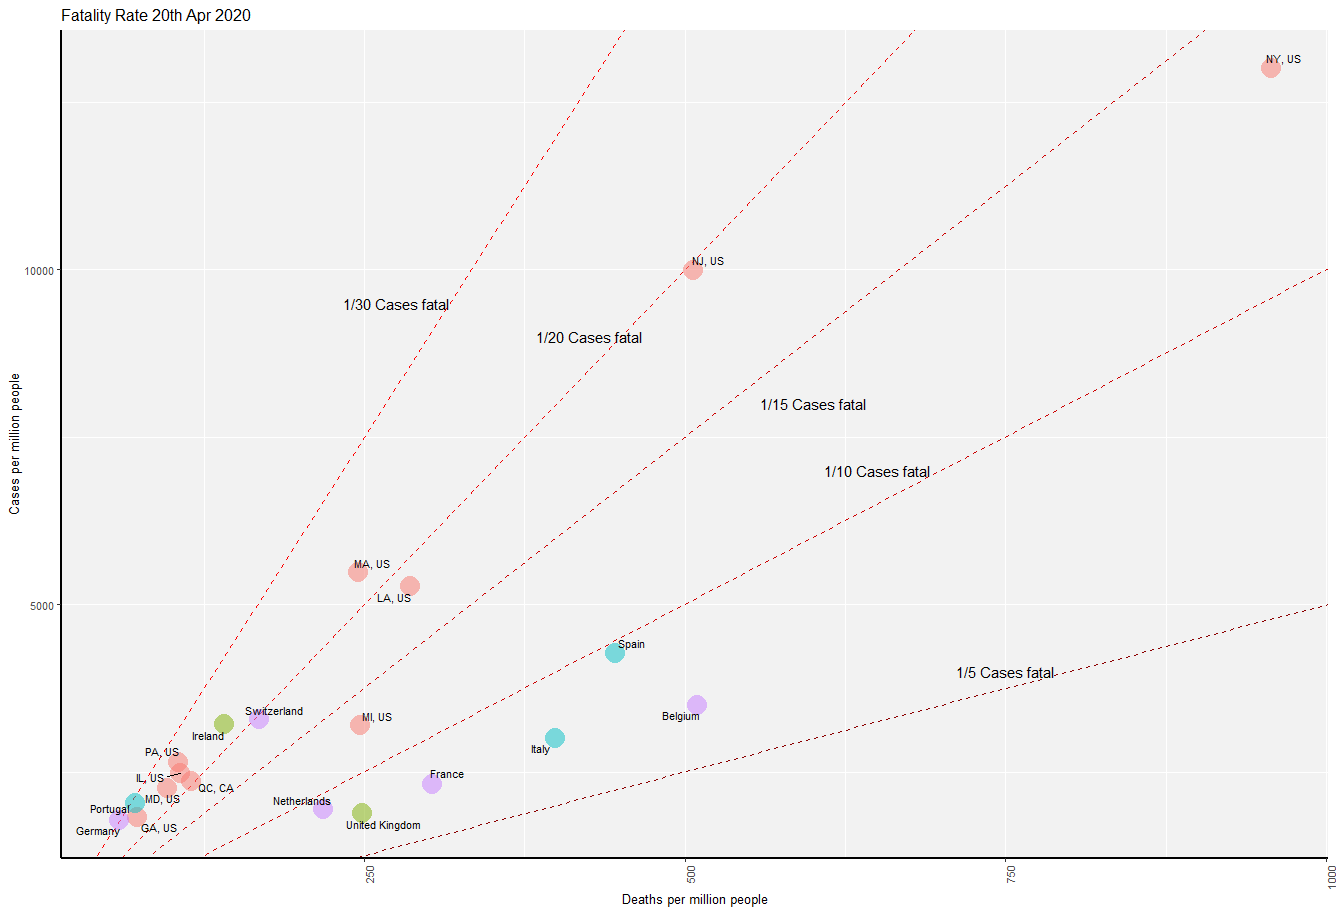 Fatality Rate 20th Apr 2020
NY, US
NJ, US
10000
1/30 Cases fatal
1/20 Cases fatal
1/15 Cases fatal
Cases per million people
1/10 Cases fatal
MA, US
LA, US
5000
Spain
1/5 Cases fatal
Switzerland
Belgium
MI, US
Ireland
Italy
PA, US
IL, US
France
QC, CA
MD, US
Netherlands
Portugal
GA, US
United Kingdom
Germany
250
500
750
1000
Deaths per million people